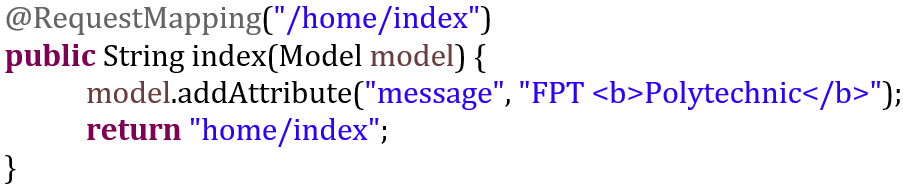 @RequestMapping("/home/index")
public String index(Model model) {
model.addAttribute("message", "FPT <b>Polytechnic</b>");
return "home/index";
}